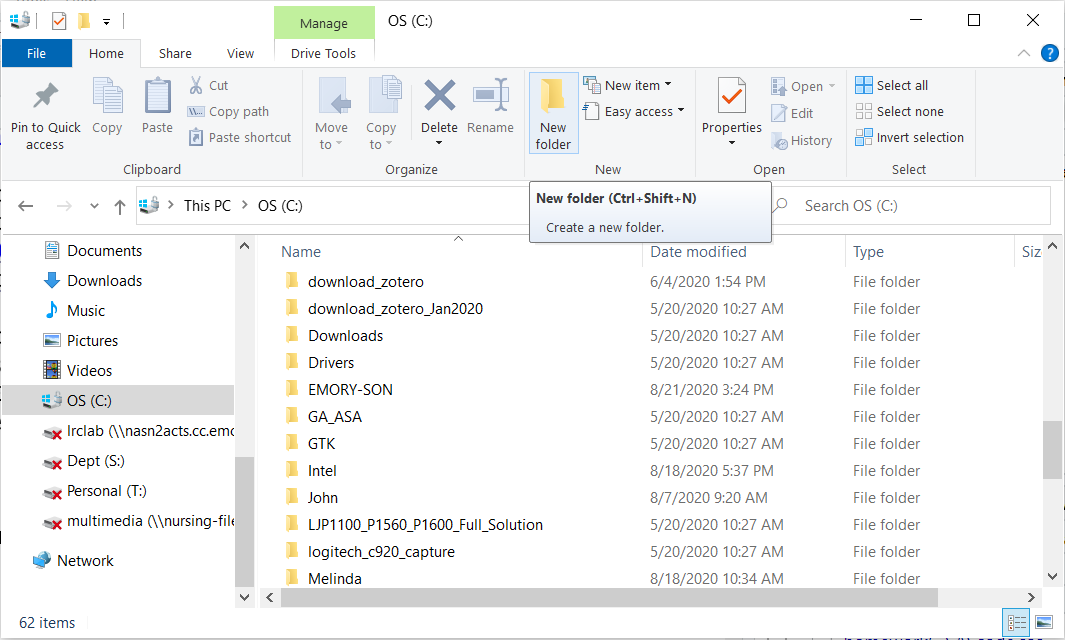 Manage
OS (C:)
File
Home
Share
View
Drive Tools
Pin to Quick access
Copy
Paste
Cut
Copy path
Paste shortcut
Clipboard
Move to
Copy to
Delete
Rename
Organize
New folder
New item
Easy access
New
Properties
Open
Edit
History
Open
Select all
Select none
Invert selection
Select
This PC > OS (C:)
Search OS (C:)
New folder (Ctrl+Shift+N)
Create a new folder.
Documents
Downloads
Music
Pictures
Videos
OS (C:)
lrclab (\\nasn2acts.cc.emo
Dept (S:)
Personal (T:)
multimedia (\\nursing-file
Network
Name Date modified Type Siz
download_zotero 6/4/2020 1:54 PM File folder
download_zotero_Jan2020 5/20/2020 10:27 AM File folder
Downloads 5/20/2020 10:27 AM File folder
Drivers 5/20/2020 10:27 AM File folder
EMORY-SON 8/21/2020 3:24 PM File folder
GA_ASA 5/20/2020 10:27 AM File folder
GTK 5/20/2020 10:27 AM File folder
Intel 8/18/2020 5:37 PM File folder
John 8/7/2020 9:20 AM File folder
LJP1100_P1560_P1600_Full_Solution 5/20/2020 10:27 AM File folder
logitech_c920_capture 5/20/2020 10:27 AM File folder
Melinda 8/18/2020 10:34 AM File folder
62 items